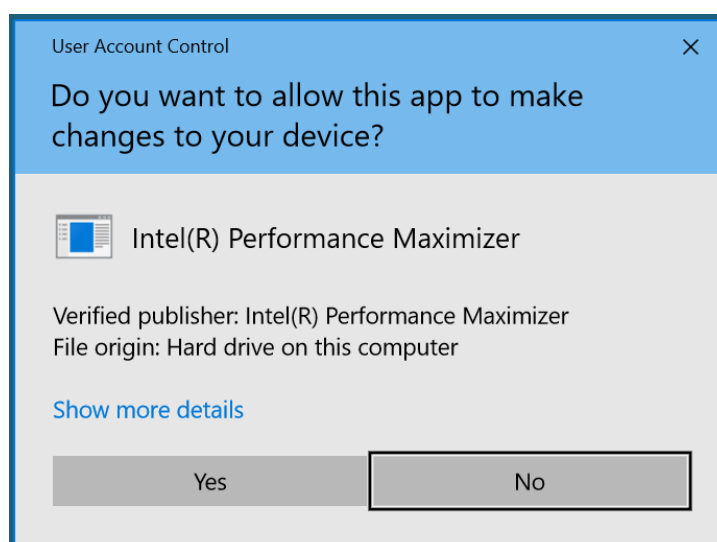 User Account Control
Do you want to allow this app to make
changes to your device?
Intel(R) Performance Maximizer
Verified publisher: Intel(R) Performance Maximizer
File origin: Hard drive on this computer
Show more details
Yes
No